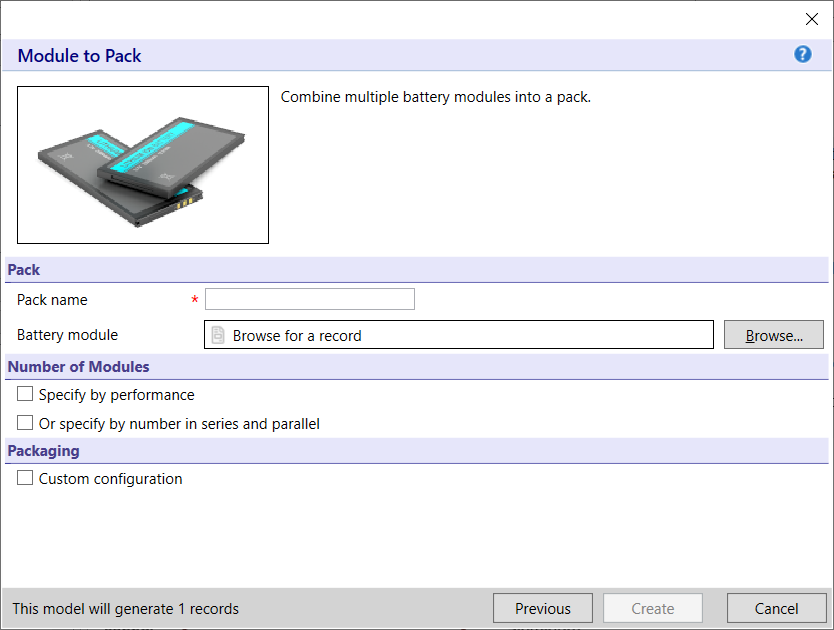 Module to Pack
?
Combine multiple battery modules into a pack.
Pack
Pack name *
Battery module Browse for a record Browse...
Number of Modules
Specify by performance
Or specify by number in series and parallel
Packaging
Custom configuration
This model will generate 1 records Previous Create Cancel